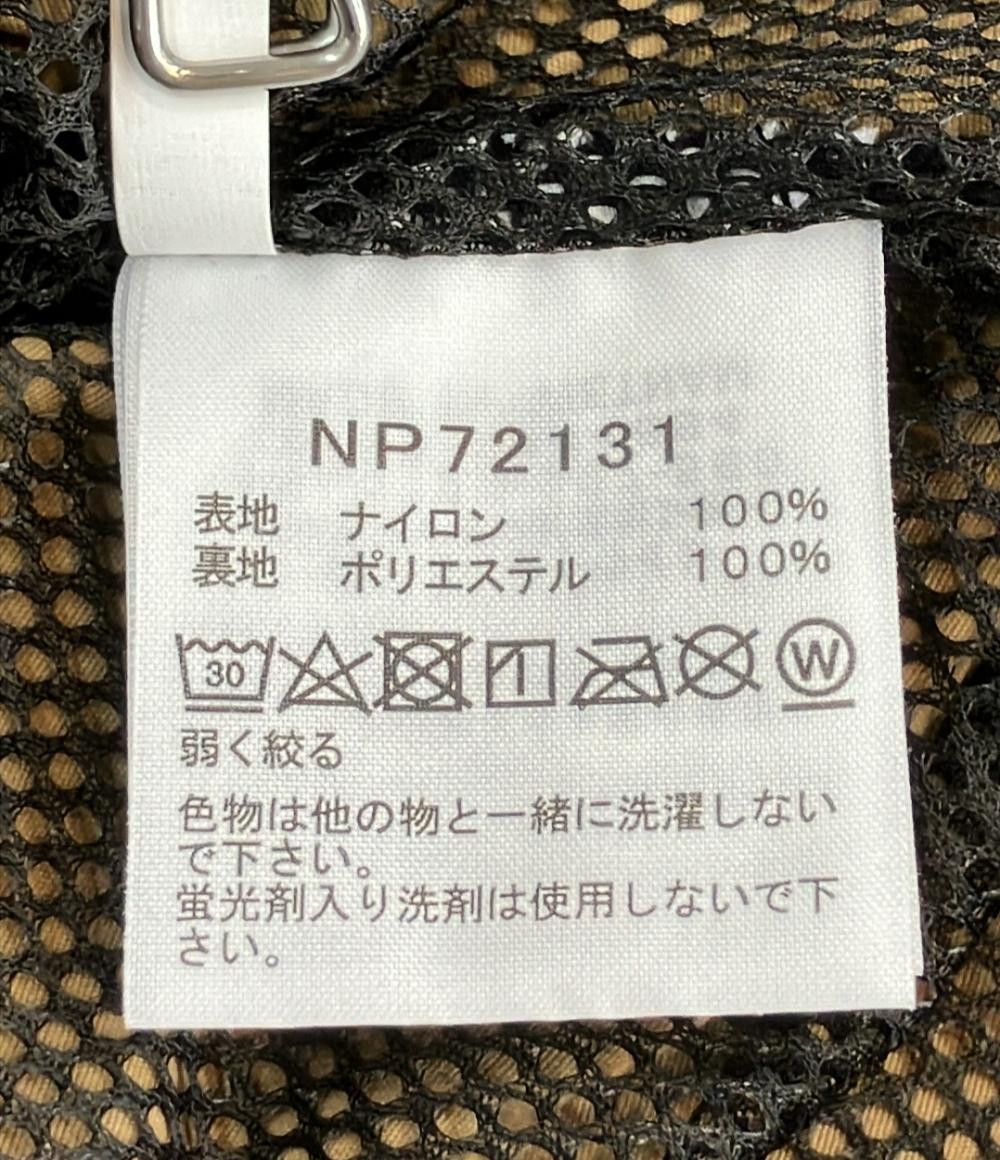 NP72131
表地 ナイロン 100%
裏地 ポリエステル 100%
30 W
弱く絞る
色物は他の物と一緒に洗濯しない
で下さい。
蛍光剤入り洗剤は使用しないで下
さい。